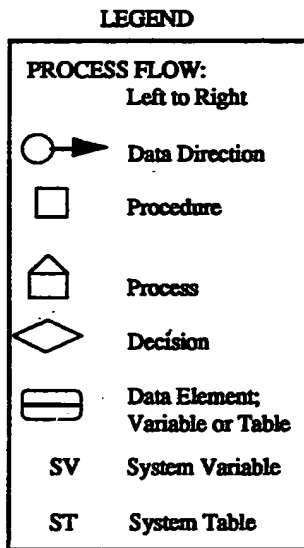 LEGEND
PROCESS FLOW:
Left to Right
Data Direction
Procedure
Process
Decision
Data Element;
Variable or Table
SV System Variable
ST System Table